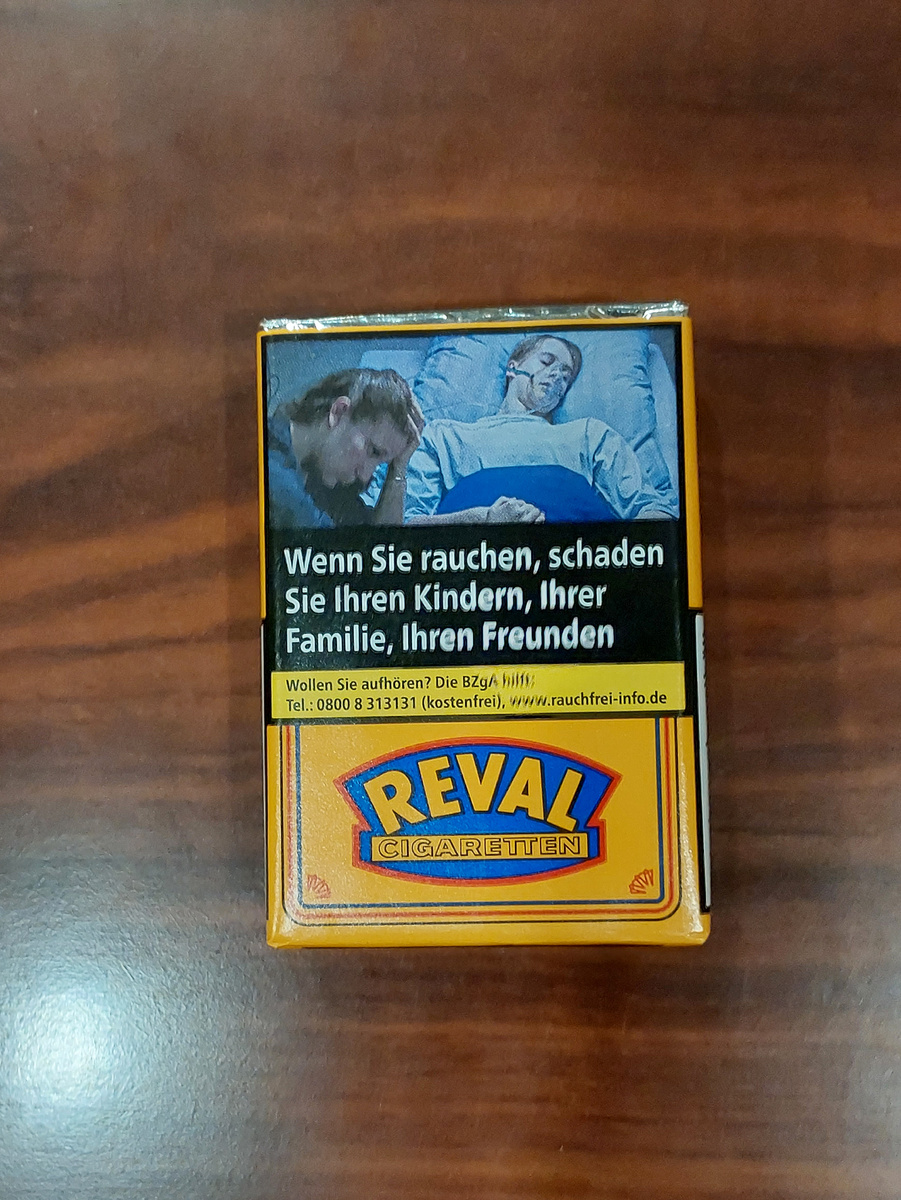 Wenn Sie rauchen, schaden
Sie Ihren Kindern, Ihrer
Familie, Ihren Freunden
Wollen Sie aufhören? Die BZgA hilft:
Tel.: 0800 8 313131 (kostenfrei), www.rauchfrei-info.de
REVAL
CIGARETTEN